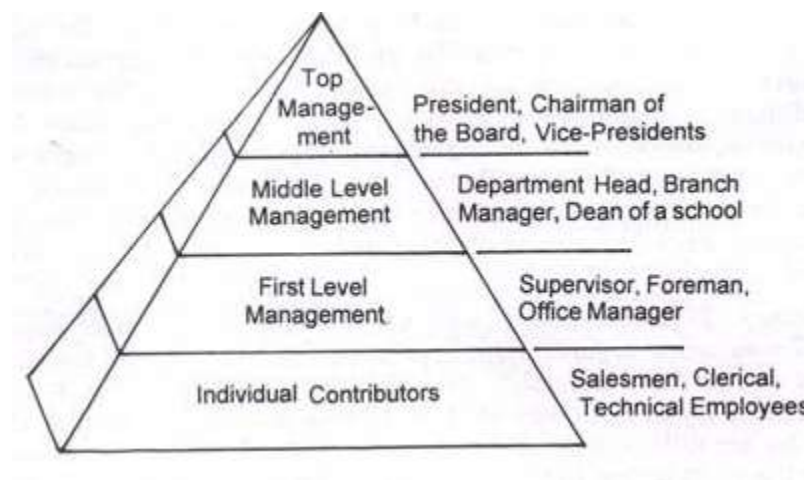 Top
Manage-
ment
President, Chairman of
the Board, Vice-Presidents
Middle Level
Management
Department Head, Branch
Manager, Dean of a school
First Level
Management
Supervisor, Foreman,
Office Manager
Individual Contributors
Salesmen, Clerical,
Technical Employees